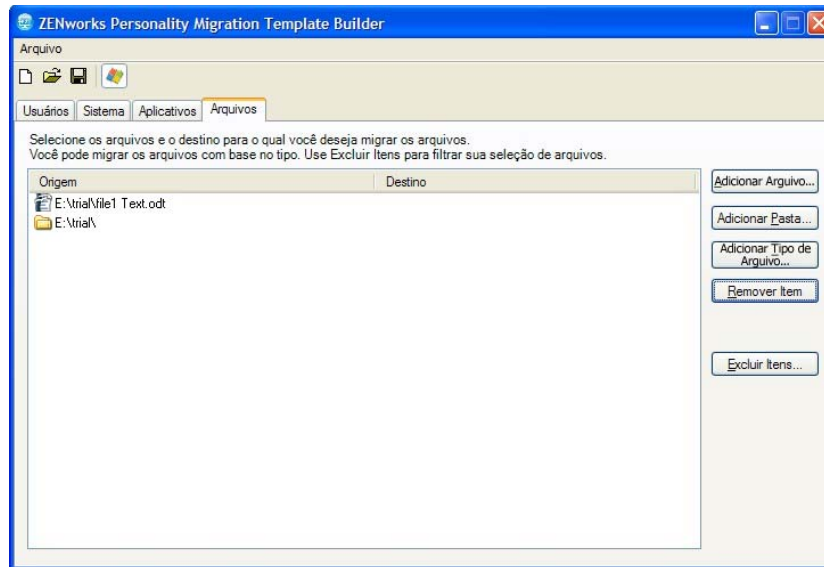 ZENworks Personality Migration Template Builder
Arquivo
Usuários Sistema Aplicativos Arquivos
Selecione os arquivos e o destino para o qual você deseja migrar os arquivos.
Você pode migrar os arquivos com base no tipo. Use Excluir Itens para filtrar sua seleção de arquivos.
Origem Destino
E:\trial\file1 Text.odt
E:\trial\
Adicionar Arquivo...
Adicionar Pasta...
Adicionar Tipo de
Arquivo...
Remover Item
Excluir Itens...